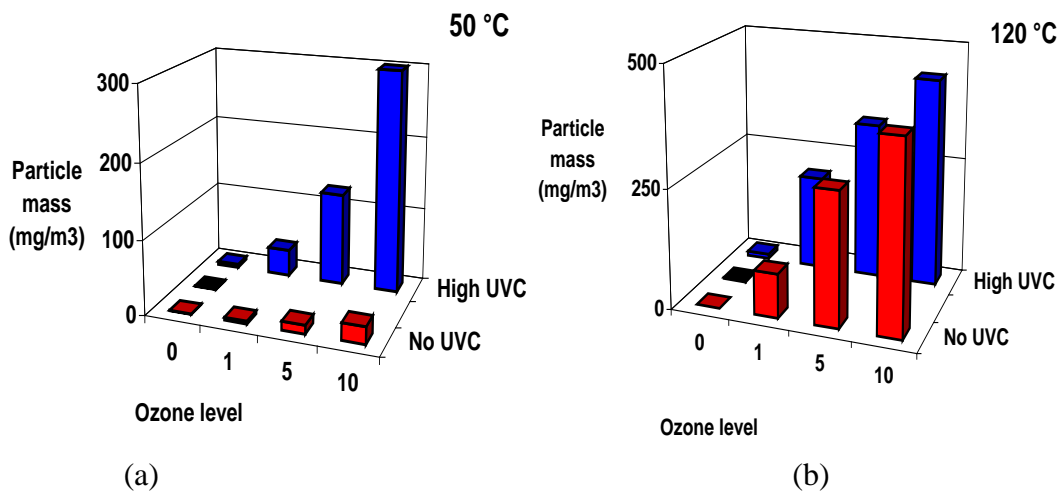 50 °C
300
200
100
0
Particle
mass
(mg/m3)
High UVC
No UVC
0
1
5
10
Ozone level
(a)
120 °C
500
250
0
Particle
mass
(mg/m3)
High UVC
No UVC
0
1
5
10
Ozone level
(b)